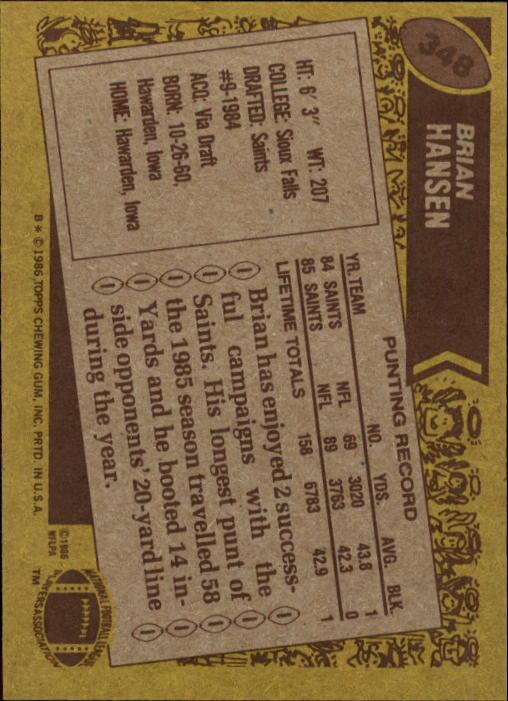 348
BRIAN
HANSEN
HT: 6' 3" WT: 207
COLLEGE: Sioux Falls
DRAFTED: Saints
#9-1984
ACQ: Via Draft
BORN: 10-26-60,
Hawarden, Iowa
HOME: Hawarden, Iowa
PUNTING RECORD
YR. TEAM NO. YDS. AVG. BLK.
84 SAINTS NFL 69 3020 43.8 1
85 SAINTS NFL 89 3763 42.3 0
LIFETIME TOTALS 158 6783 42.9 1
Brian has enjoyed 2 success-
ful campaigns with the
Saints. His longest punt of
the 1985 season travelled 58
Yards and he booted 14 in-
side opponents' 20-yard line
during the year.
B * © 1986 TOPPS CHEWING GUM, INC. PRTD. IN U.S.A.
© 1986
NFLPA
NATIONAL FOOTBALL LEAGUE
PLAYERS ASSOCIATION
TM